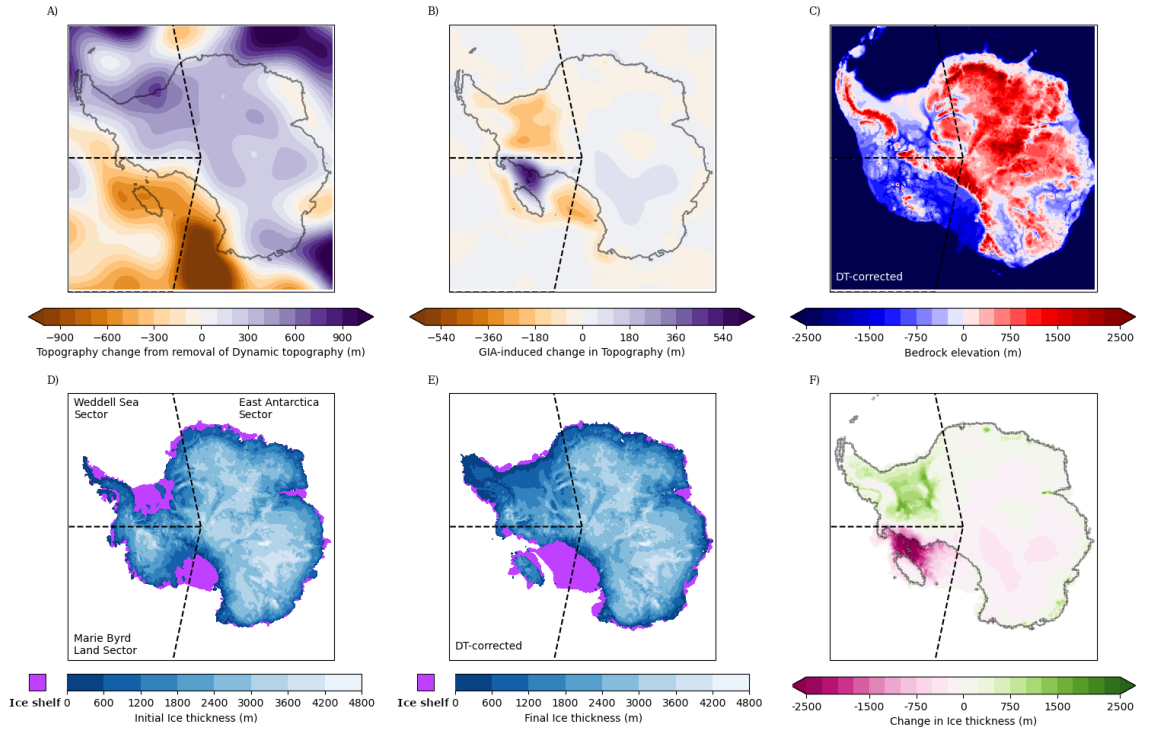 A)
B)
C)
DT-corrected
−900 −600 −300 0 300 600 900
Topography change from removal of Dynamic topography (m)
−540 −360 −180 0 180 360 540
GIA-induced change in Topography (m)
-2500 -1500 -750 0 750 1500 2500
Bedrock elevation (m)
D)
E)
F)
Weddell Sea
Sector
East Antarctica
Sector
Marie Byrd
Land Sector
DT-corrected
Ice shelf
0 600 1200 1800 2400 3000 3600 4200 4800
Initial Ice thickness (m)
Ice shelf
0 600 1200 1800 2400 3000 3600 4200 4800
Final Ice thickness (m)
-2500 -1500 -750 0 750 1500 2500
Change in Ice thickness (m)